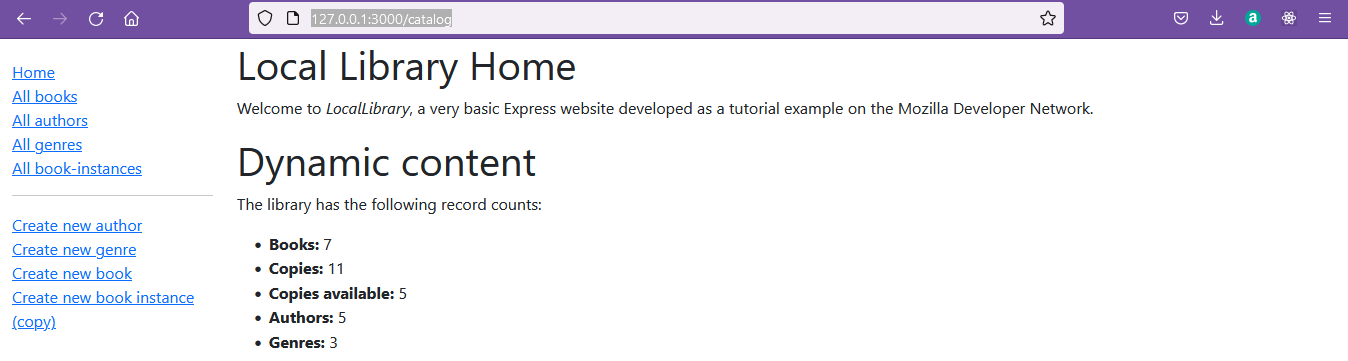 127.0.0.1:3000/catalog
Home
All books
All authors
All genres
All book-instances
Create new author
Create new genre
Create new book
Create new book instance
(copy)
Local Library Home
Welcome to LocalLibrary, a very basic Express website developed as a tutorial example on the Mozilla Developer Network.
Dynamic content
The library has the following record counts:
• Books: 7
• Copies: 11
• Copies available: 5
• Authors: 5
• Genres: 3